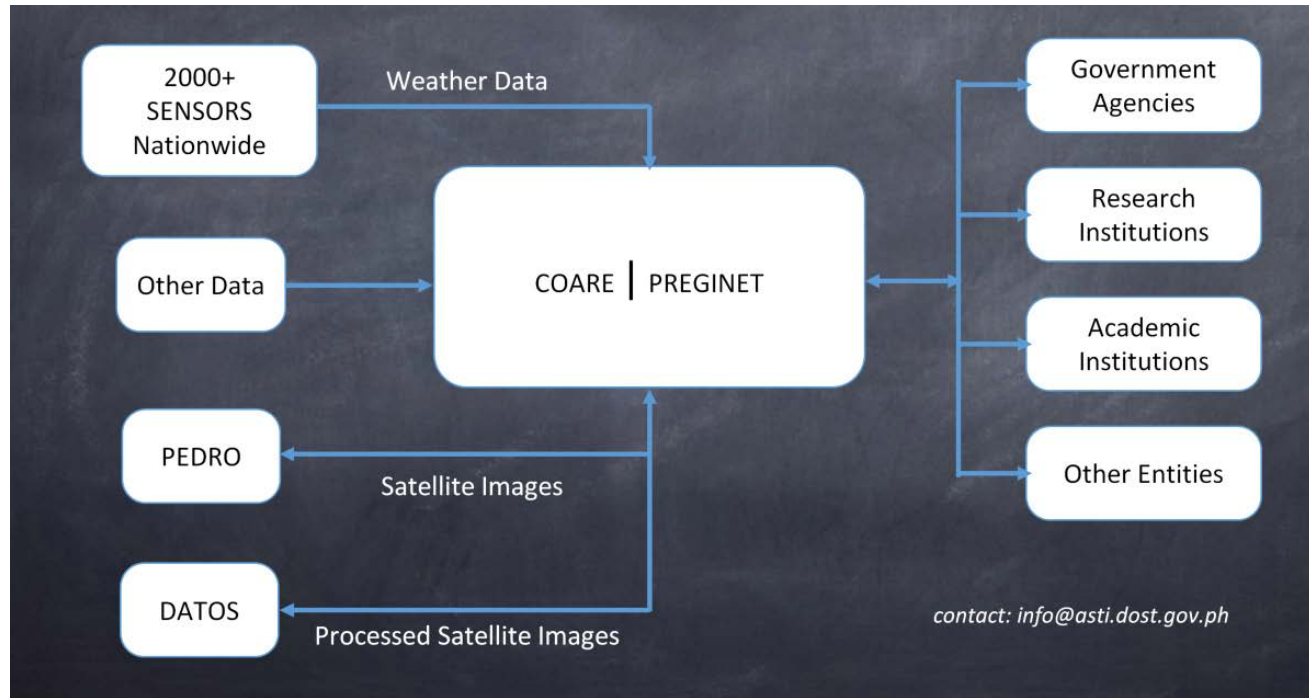 2000+
SENSORS
Nationwide
Weather Data
Other Data
COARE | PREGINET
PEDRO
Satellite Images
DATOS
Processed Satellite Images
Government
Agencies
Research
Institutions
Academic
Institutions
Other Entities
contact: info@asti.dost.gov.ph